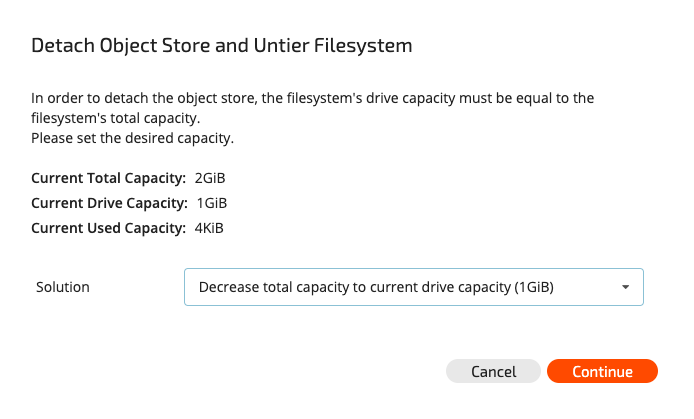 Detach Object Store and Untier Filesystem
In order to detach the object store, the filesystem's drive capacity must be equal to the
filesystem's total capacity.
Please set the desired capacity.
Current Total Capacity: 2GiB
Current Drive Capacity: 1GiB
Current Used Capacity: 4KiB
Solution Decrease total capacity to current drive capacity (1GiB)
Cancel Continue